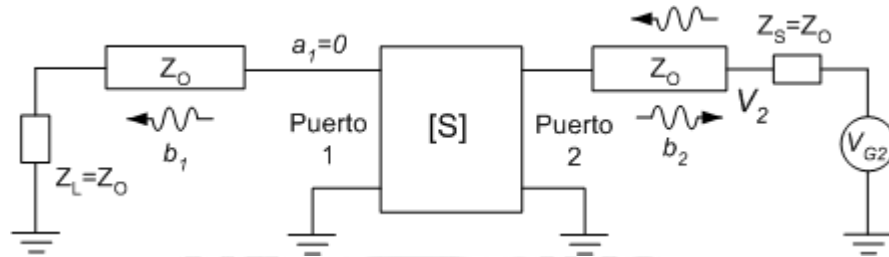 Z_S=Z_O
a_1=0
Z_O
Z_O
V_2
b_1
Puerto
1
[S]
Puerto
2
b_2
V_G2
Z_L=Z_O